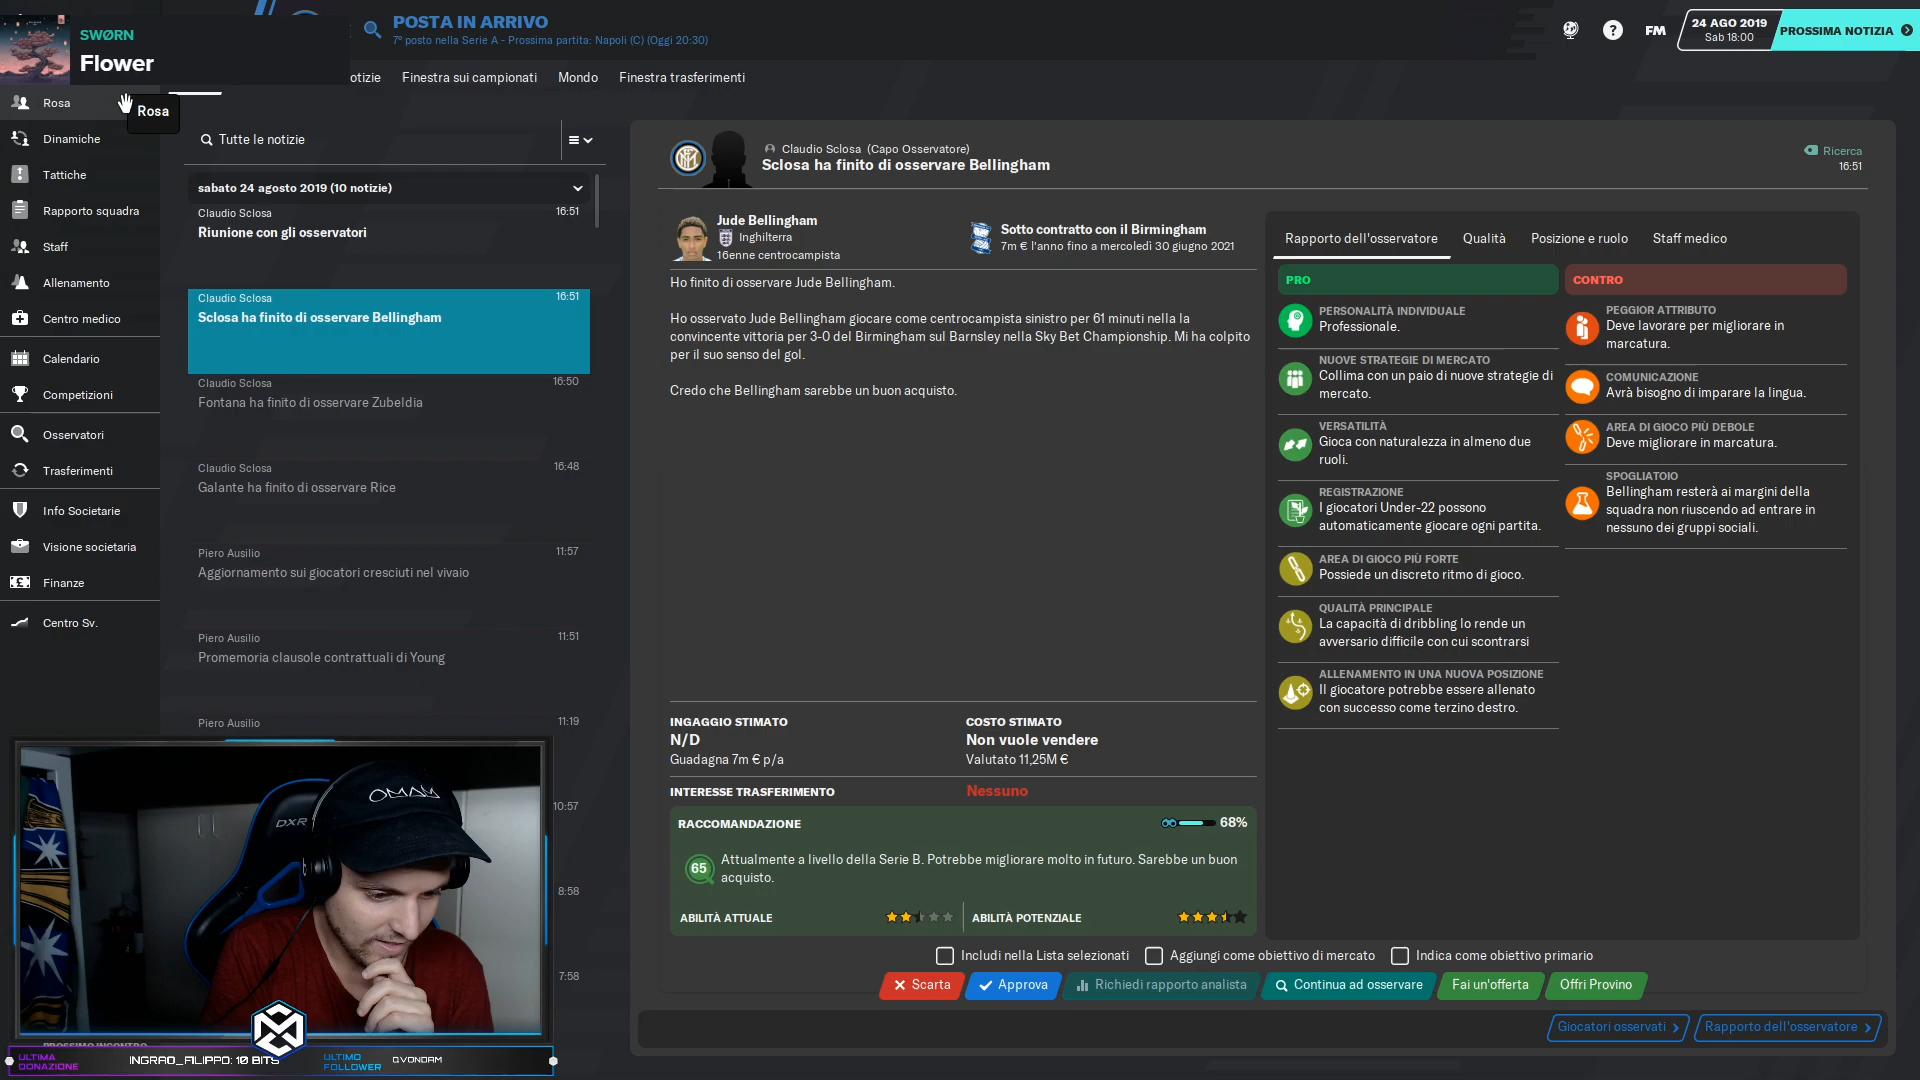 SWØRN
Flower
POSTA IN ARRIVO
7º posto nella Serie A - Prossima partita: Napoli (C) (Oggi 20:30)
FM
24 AGO 2019
Sab 18:00
PROSSIMA NOTIZIA
otizie
Finestra sui campionati
Mondo
Finestra trasferimenti
Rosa
Rosa
Dinamiche
Tattiche
Rapporto squadra
Staff
Allenamento
Centro medico
Calendario
Competizioni
Osservatori
Trasferimenti
Info Societarie
Visione societaria
Finanze
Centro Sv.
Tutte le notizie
sabato 24 agosto 2019 (10 notizie)
Claudio Sclosa 16:51
Riunione con gli osservatori
Claudio Sclosa 16:51
Sclosa ha finito di osservare Bellingham
Claudio Sclosa 16:50
Fontana ha finito di osservare Zubeldia
Claudio Sclosa 16:48
Galante ha finito di osservare Rice
Piero Ausilio 11:57
Aggiornamento sui giocatori cresciuti nel vivaio
Piero Ausilio 11:51
Promemoria clausole contrattuali di Young
Piero Ausilio 11:19
10:57
8:58
7:58
Claudio Sclosa (Capo Osservatore)
Sclosa ha finito di osservare Bellingham
Ricerca
16:51
Jude Bellingham
Inghilterra
16enne centrocampista
Sotto contratto con il Birmingham
7m € l'anno fino a mercoledì 30 giugno 2021
Ho finito di osservare Jude Bellingham.
Ho osservato Jude Bellingham giocare come centrocampista sinistro per 61 minuti nella la
convincente vittoria per 3-0 del Birmingham sul Barnsley nella Sky Bet Championship. Mi ha colpito
per il suo senso del gol.
Credo che Bellingham sarebbe un buon acquisto.
INGAGGIO STIMATO
N/D
Guadagna 7m € p/a
COSTO STIMATO
Non vuole vendere
Valutato 11,25M €
INTERESSE TRASFERIMENTO
Nessuno
RACCOMANDAZIONE
68%
65
Attualmente a livello della Serie B. Potrebbe migliorare molto in futuro. Sarebbe un buon
acquisto.
ABILITÀ ATTUALE
ABILITÀ POTENZIALE
Rapporto dell'osservatore
Qualità
Posizione e ruolo
Staff medico
PRO
PERSONALITÀ INDIVIDUALE
Professionale.
NUOVE STRATEGIE DI MERCATO
Collima con un paio di nuove strategie di
mercato.
VERSATILITÀ
Gioca con naturalezza in almeno due
ruoli.
REGISTRAZIONE
I giocatori Under-22 possono
automaticamente giocare ogni partita.
AREA DI GIOCO PIÙ FORTE
Possiede un discreto ritmo di gioco.
QUALITÀ PRINCIPALE
La capacità di dribbling lo rende un
avversario difficile con cui scontrarsi
ALLENAMENTO IN UNA NUOVA POSIZIONE
Il giocatore potrebbe essere allenato
con successo come terzino destro.
CONTRO
PEGGIOR ATTRIBUTO
Deve lavorare per migliorare in
marcatura.
COMUNICAZIONE
Avrà bisogno di imparare la lingua.
AREA DI GIOCO PIÙ DEBOLE
Deve migliorare in marcatura.
SPOGLIATOIO
Bellingham resterà ai margini della
squadra non riuscendo ad entrare in
nessuno dei gruppi sociali.
Includi nella Lista selezionati
Aggiungi come obiettivo di mercato
Indica come obiettivo primario
Scarta
Approva
Richiedi rapporto analista
Continua ad osservare
Fai un'offerta
Offri Provino
Giocatori osservati
Rapporto dell'osservatore
DXR
OMAM
PROSSIMO INCONTRO
ULTIMA
DONAZIONE
INGRAO_FILIPPO: 10 BITS
ULTIMO
FOLLOWER
QVONDAM